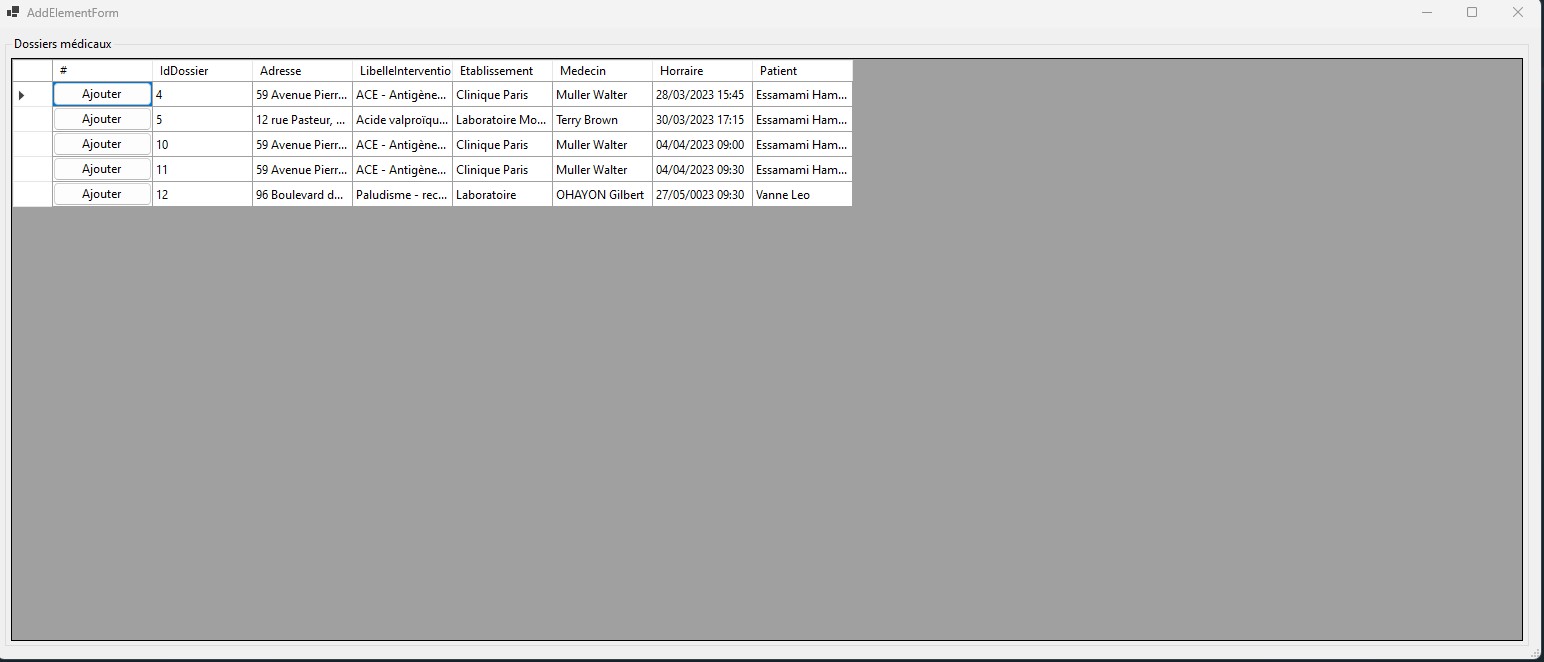 AddElementForm
Dossiers médicaux
# IdDossier Adresse LibelleInterventio Etablissement Medecin Horraire Patient
Ajouter 4 59 Avenue Pierr... ACE - Antigène... Clinique Paris Muller Walter 28/03/2023 15:45 Essamami Ham...
Ajouter 5 12 rue Pasteur, ... Acide valproïqu... Laboratoire Mo... Terry Brown 30/03/2023 17:15 Essamami Ham...
Ajouter 10 59 Avenue Pierr... ACE - Antigène... Clinique Paris Muller Walter 04/04/2023 09:00 Essamami Ham...
Ajouter 11 59 Avenue Pierr... ACE - Antigène... Clinique Paris Muller Walter 04/04/2023 09:30 Essamami Ham...
Ajouter 12 96 Boulevard d... Paludisme - rec... Laboratoire OHAYON Gilbert 27/05/0023 09:30 Vanne Leo